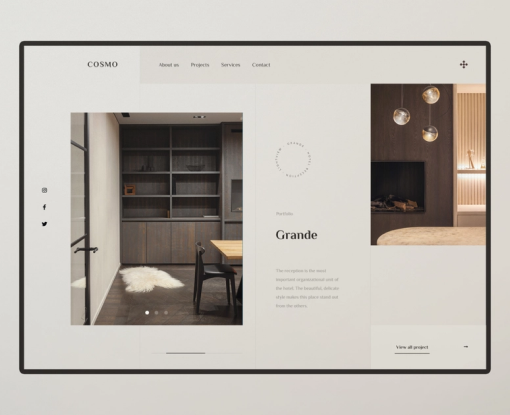 COSMO
About us Projects Services Contact
Portfolio
Grande
The reception is the most
important organizational unit of
the hotel. The beautiful, delicate
style makes this place stand out
from the others.
View all project